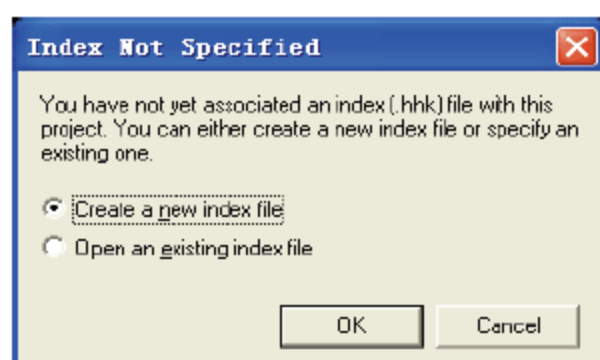 Index Not Specified
You have not yet associated an index (.hhk) file with this
project. You can either create a new index file or specify an
existing one.
Create a new index file
Open an existing index file
OK
Cancel